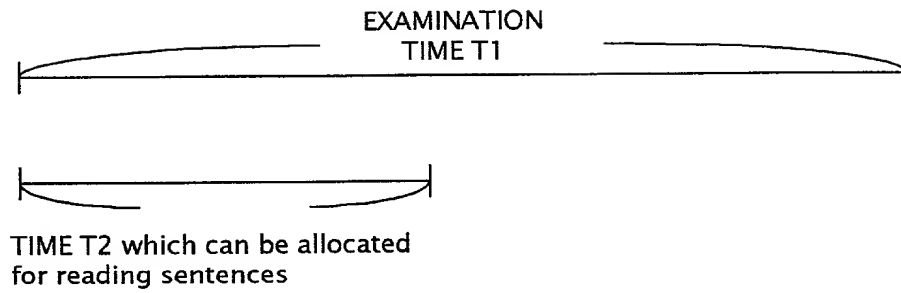 EXAMINATION
TIME T1
TIME T2 which can be allocated
for reading sentences